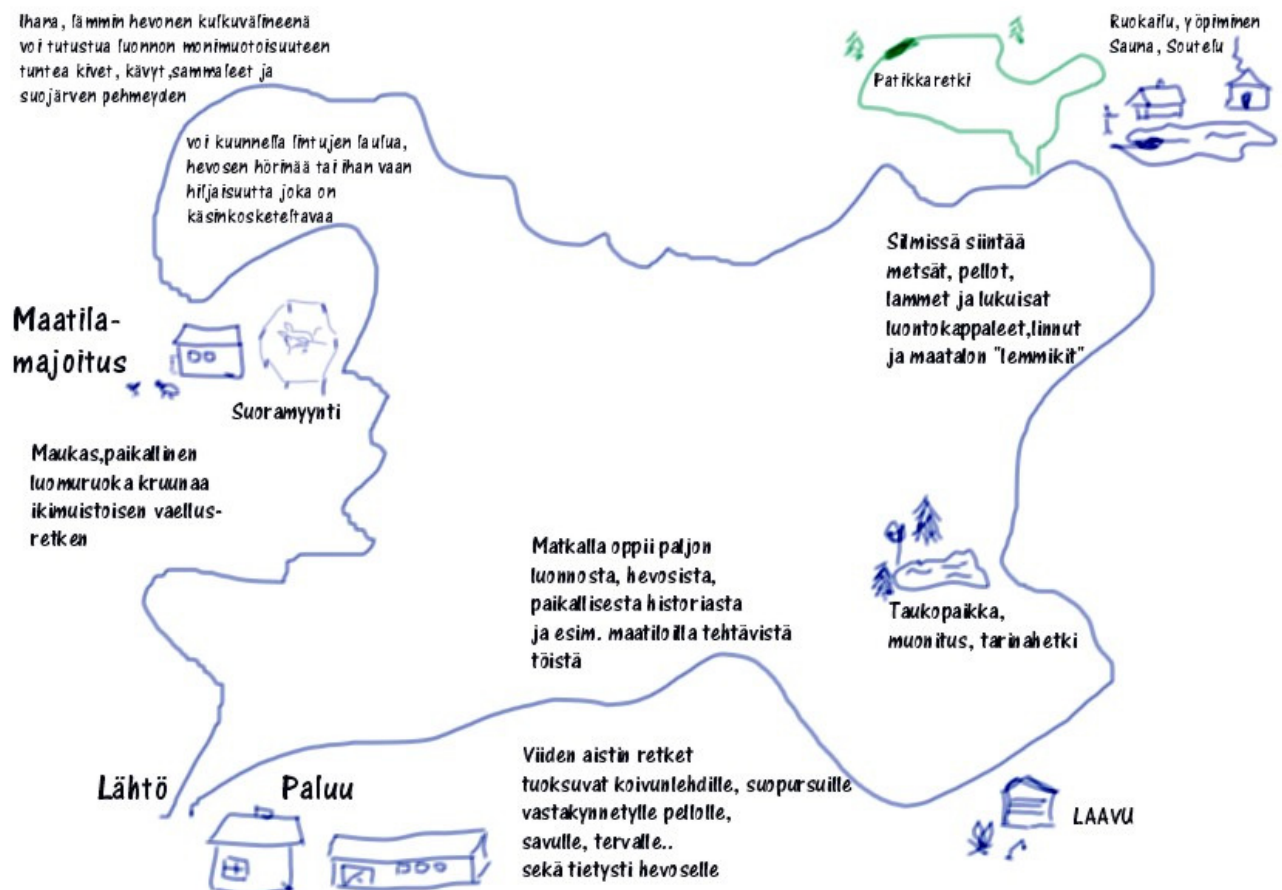 Ihana, lämmin hevonen kulkuvälineenä
voi tutustua luonnon monimuotoisuuteen
tuntea kivet, kävyt,sammaleet ja
suojärven pehmeyden
voi kuunnella lintujen laulua,
hevosen hörinää tai ihan vaan
hiljaisuutta joka on
käsinkosketeltavaa
Patikkaretki
Ruokailu, yöpiminen
Sauna, Soutelu
Silmissä siintää
metsät, pellot,
lammet ja lukuisat
luontokappaleet,linnut
ja maatalon "lemmikit"
Maatila-
majoitus
Suoramyynti
Maukas,paikallinen
luomuruoka kruunaa
ikimuistoisen vaellus-
retken
Matkalla oppii paljon
luonnosta, hevosista,
paikallisesta historiasta
ja esim. maatiloilla tehtävistä
töistä
Taukopaikka,
muonitus, tarinahetki
Lähtö
Paluu
Viiden aistin retket
tuoksuvat koivunlehdille, suopursuille
vastakynnetylle pellolle,
savulle, tervalle..
sekä tietysti hevoselle
LAAVU